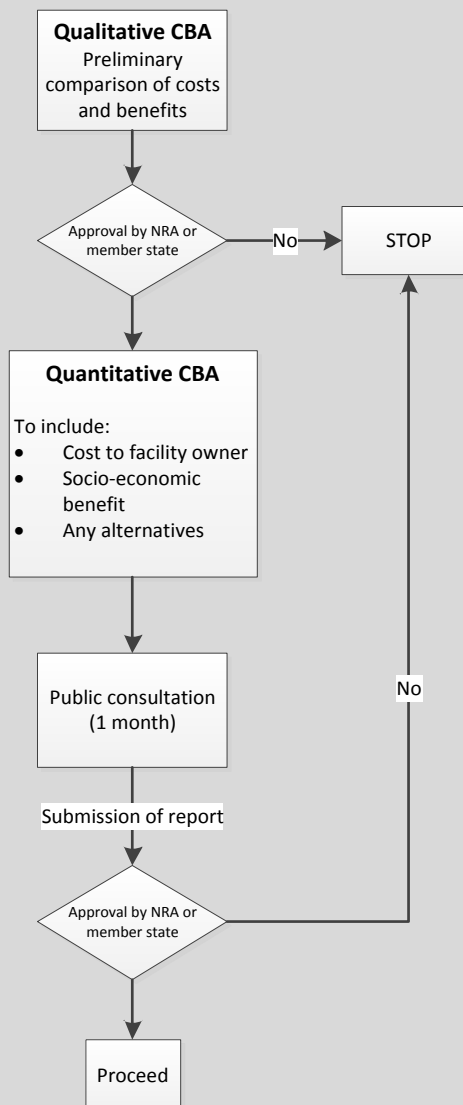 Qualitative CBA
Preliminary
comparison of costs
and benefits
Approval by NRA or
member state
No
STOP
Quantitative CBA
To include:
• Cost to facility owner
• Socio-economic
benefit
• Any alternatives
Public consultation
(1 month)
No
Submission of report
Approval by NRA or
member state
Proceed